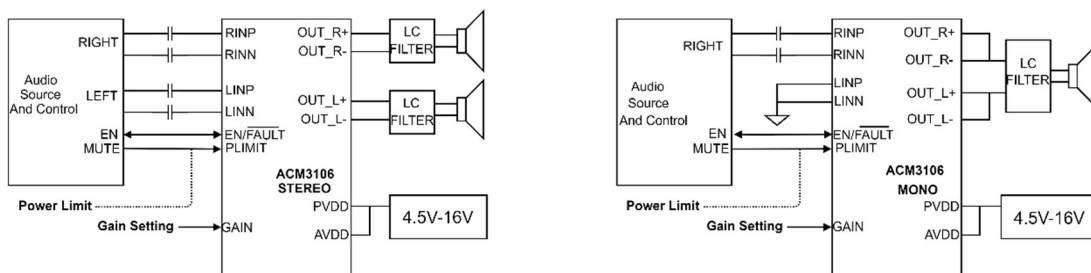 RIGHT
RINP
RINN
OUT_R+
OUT_R-
LC
FILTER
Audio
Source
And Control
LEFT
LINP
LINN
OUT_L+
OUT_L-
LC
FILTER
EN
MUTE
EN/FAULT
PLIMIT
ACM3106
STEREO
Power Limit
Gain Setting
GAIN
PVDD
AVDD
4.5V-16V
RIGHT
RINP
RINN
OUT_R+
OUT_R-
LC
FILTER
Audio
Source
And Control
LINP
LINN
OUT_L+
OUT_L-
EN
MUTE
EN/FAULT
PLIMIT
ACM3106
MONO
Power Limit
Gain Setting
GAIN
PVDD
AVDD
4.5V-16V